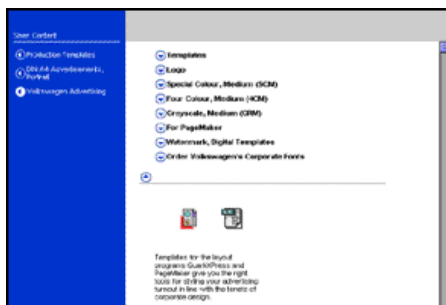 User Content
Production Templates
DIN A4 Advertisements,
Portrait
Volkswagen Advertising
Templates
Logo
Special Colour, Medium (SCM)
Four Colour, Medium (4CM)
Grayscale, Medium (GRM)
For PageMaker
Watermark, Digital Templates
Order Volkswagen's Corporate Fonts
Templates for the layout
programs QuarkXPress and
PageMaker give you the right
tools for styling your advertising
turnout in line with the tenets of
corporate design.